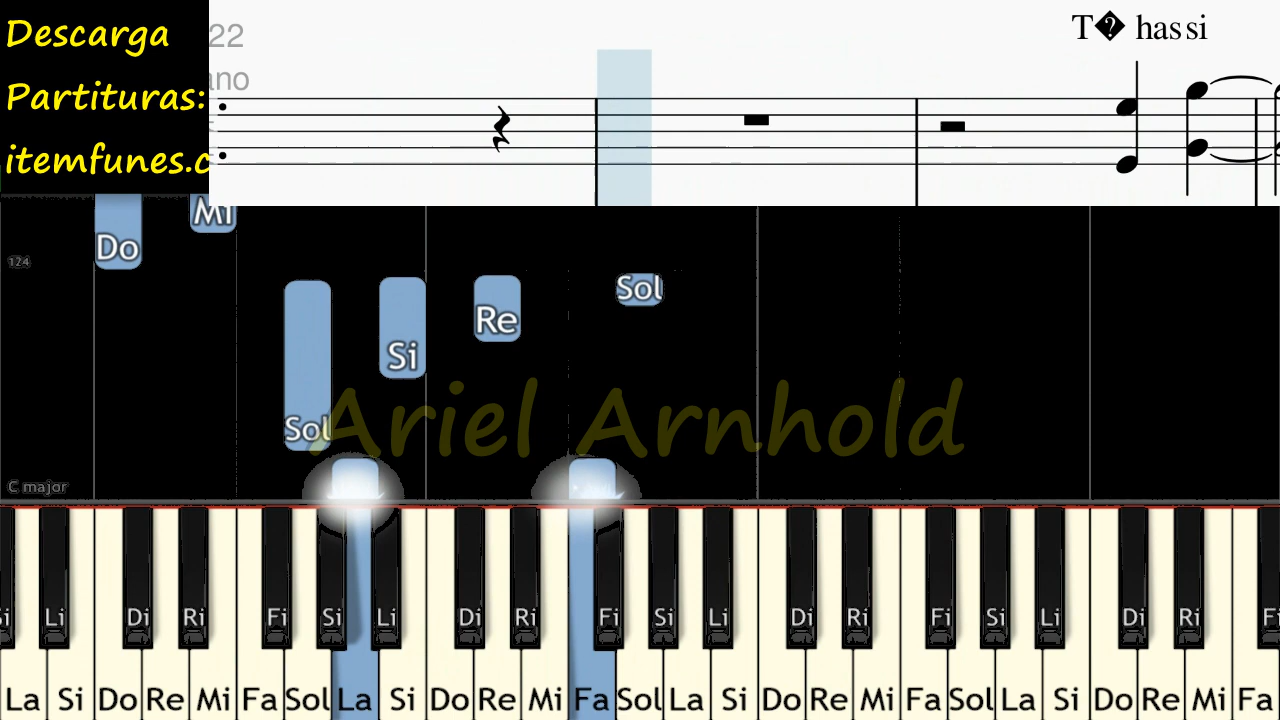 Descarga
Partituras:
itemfunes.c
22
ano
T� has si
Do
Mi
124
Sol
Si
Re
Sol
Ariel Arnhold
C major
Si Li Di Ri Fi Si Li Di Ri Fi Si Li Di Ri Fi Si Li Di Ri Fi
La Si Do Re Mi Fa Sol La Si Do Re Mi Fa Sol La Si Do Re Mi Fa Sol La Si Do Re Mi Fa